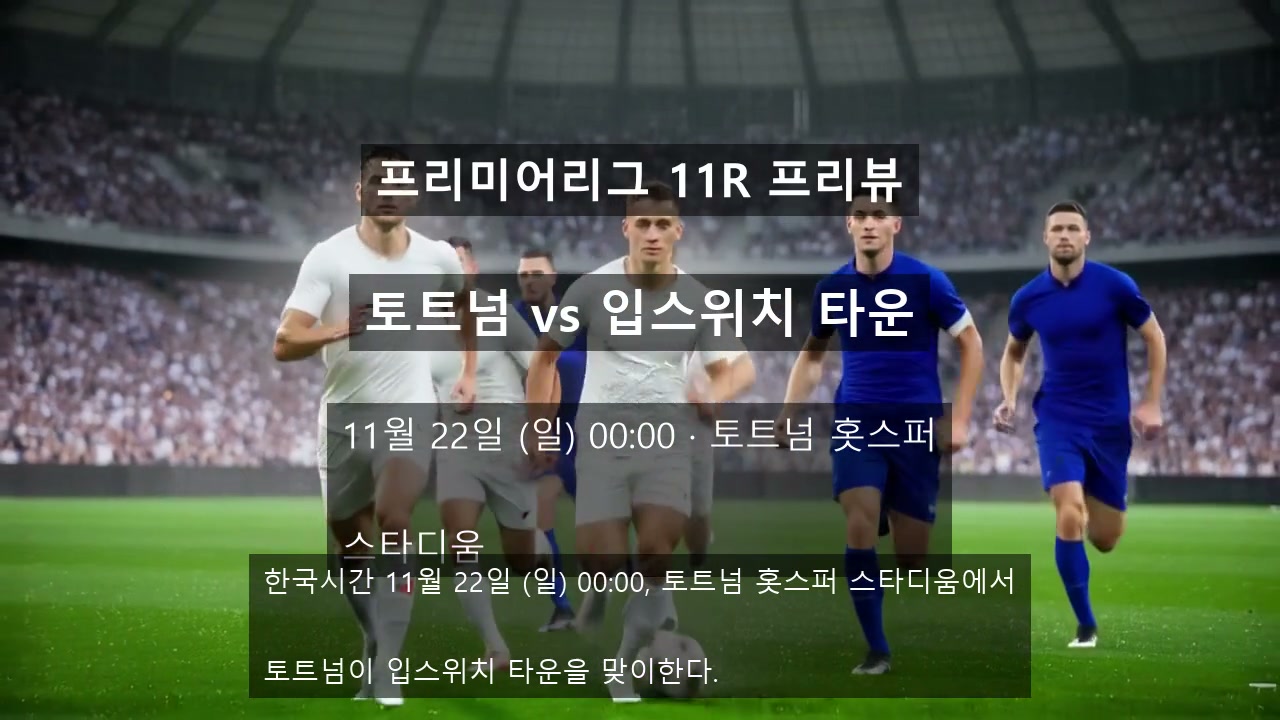 프리미어리그 11R 프리뷰
토트넘 vs 입스위치 타운
11월 22일 (일) 00:00 · 토트넘 홋스퍼
스타디움
한국시간 11월 22일 (일) 00:00, 토트넘 홋스퍼 스타디움에서
토트넘이 입스위치 타운을 맞이한다.